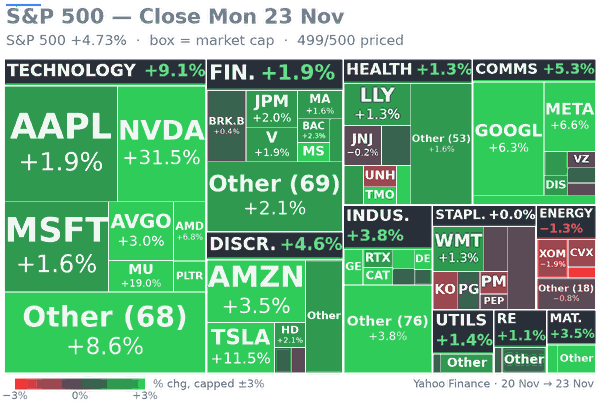 S&P 500 — Close Mon 23 Nov
S&P 500 +4.73% · box = market cap · 499/500 priced
TECHNOLOGY +9.1%
AAPL
+1.9%
NVDA
+31.5%
MSFT
+1.6%
AVGO
+3.0%
AMD
+6.8%
MU
+19.0%
PLTR
Other (68)
+8.6%
FIN. +1.9%
BRK.B
+0.4%
JPM
+2.0%
V
+1.9%
MA
+1.6%
BAC
+2.3%
MS
Other (69)
+2.1%
DISCR. +4.6%
AMZN
+3.5%
TSLA
+11.5%
HD
+2.1%
Other
HEALTH +1.3%
LLY
+1.3%
JNJ
−0.2%
UNH
TMO
Other (53)
+1.6%
COMMS +5.3%
GOOGL
+6.3%
META
+6.6%
VZ
DIS
INDUS.
+3.8%
GE
RTX
CAT
DE
Other (76)
+3.8%
STAPL. +0.0%
WMT
+1.3%
KO
PG
PM
PEP
ENERGY
−1.3%
XOM
−1.9%
CVX
Other (18)
−0.8%
UTILS
+1.4%
Other
RE
+1.1%
Other
MAT.
+3.5%
Other
−3%
0%
+3%
% chg, capped ±3%
Yahoo Finance · 20 Nov → 23 Nov